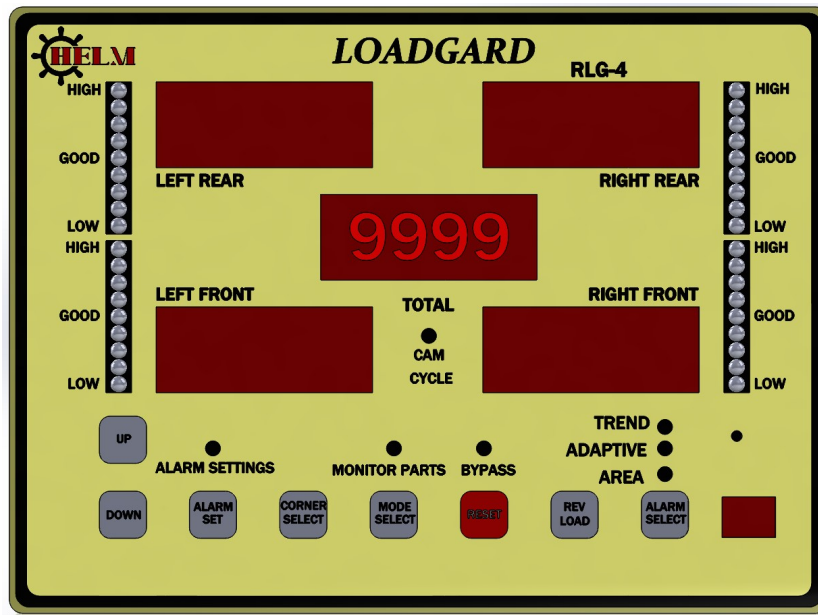 HELM
LOADGARD
RLG-4
HIGH
GOOD
LOW
LEFT REAR
RIGHT REAR
HIGH
GOOD
LOW
9999
HIGH
GOOD
LOW
LEFT FRONT
RIGHT FRONT
HIGH
GOOD
LOW
TOTAL
CAM
CYCLE
UP
ALARM SETTINGS
MONITOR PARTS
BYPASS
TREND
ADAPTIVE
AREA
DOWN
ALARM
SET
CORNER
SELECT
MODE
SELECT
RESET
REV
LOAD
ALARM
SELECT